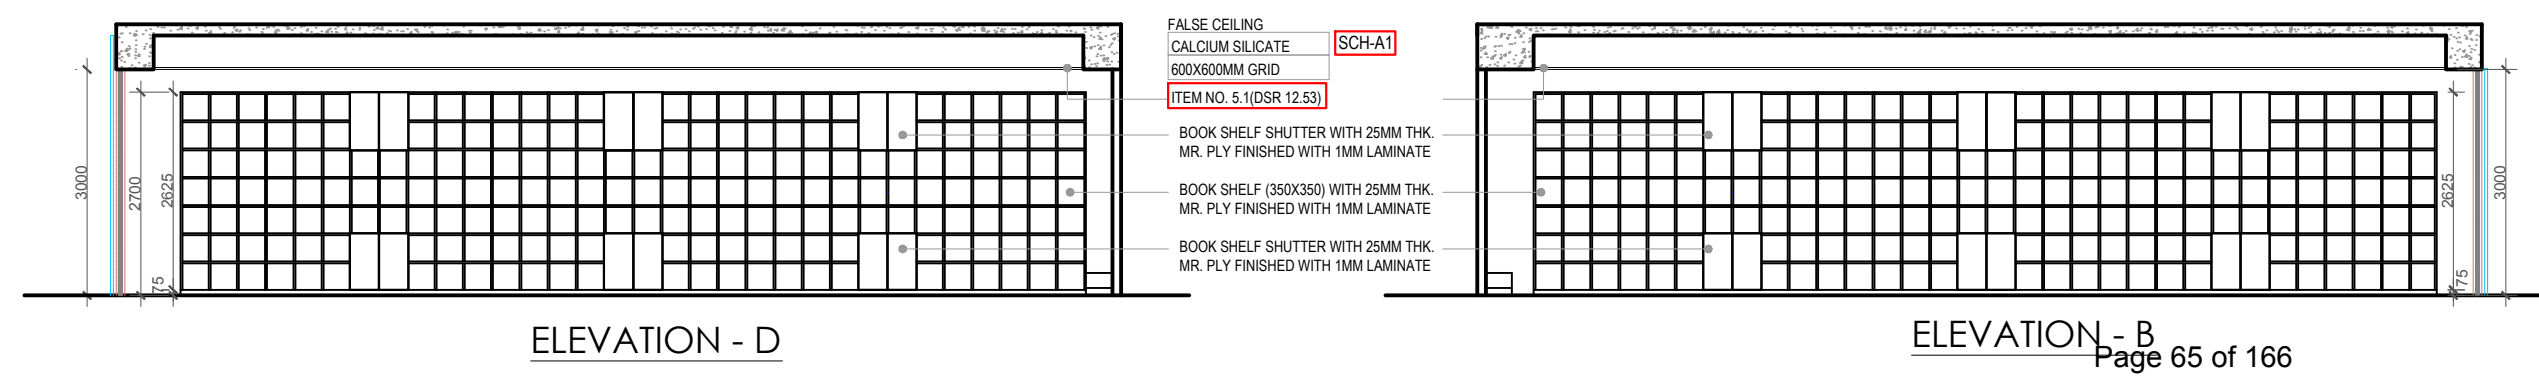 FALSE CEILING
CALCIUM SILICATE
SCH-A1
600X600MM GRID
ITEM NO. 5.1(DSR 12.53)
BOOK SHELF SHUTTER WITH 25MM THK.
MR. PLY FINISHED WITH 1MM LAMINATE
BOOK SHELF (350X350) WITH 25MM THK.
MR. PLY FINISHED WITH 1MM LAMINATE
BOOK SHELF SHUTTER WITH 25MM THK.
MR. PLY FINISHED WITH 1MM LAMINATE
3000
2700
2625
75
2625
75
3000
ELEVATION - D
ELEVATION - B
Page 65 of 166